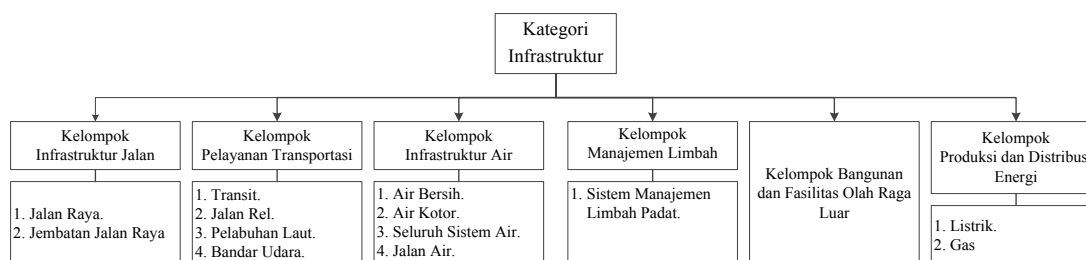 Kategori
Infrastruktur
Kelompok
Infrastruktur Jalan
1. Jalan Raya.
2. Jembatan Jalan Raya
Kelompok
Pelayanan Transportasi
1. Transit.
2. Jalan Rel.
3. Pelabuhan Laut.
4. Bandar Udara.
Kelompok
Infrastruktur Air
1. Air Bersih.
2. Air Kotor.
3. Seluruh Sistem Air.
4. Jalan Air.
Kelompok
Manajemen Limbah
1. Sistem Manajemen
Limbah Padat.
Kelompok Bangunan
dan Fasilitas Olah Raga
Luar
Kelompok
Produksi dan Distribus
Energi
1. Listrik.
2. Gas